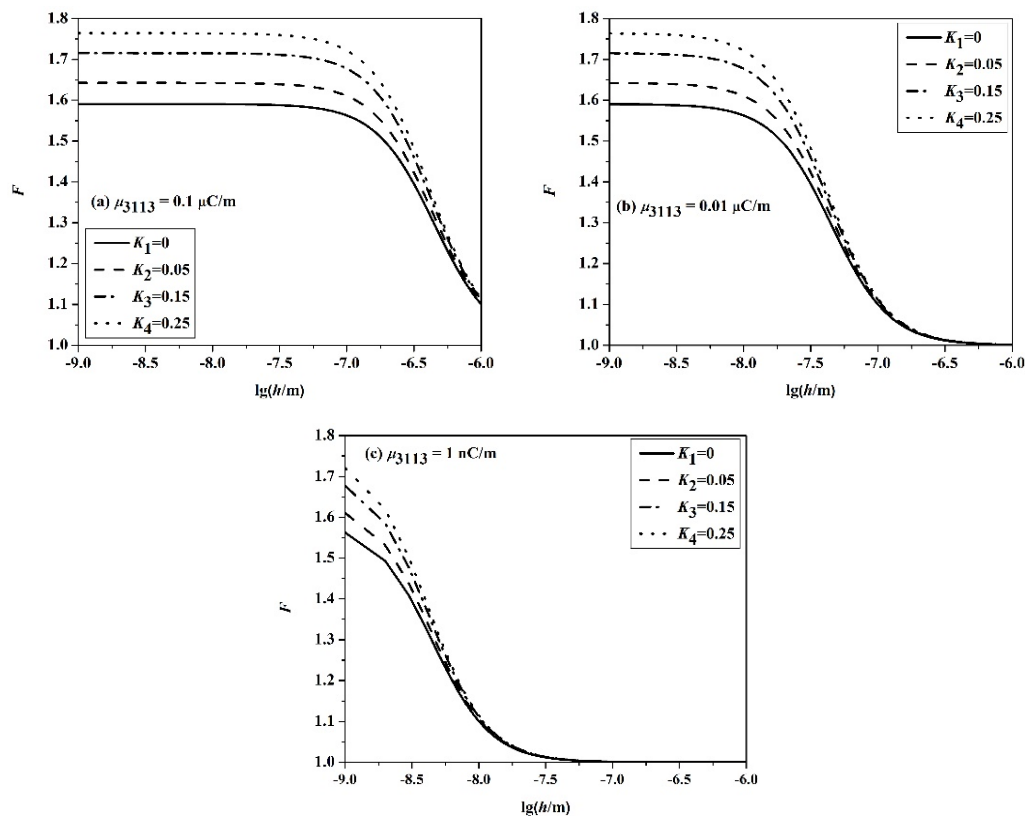 1.8
1.7
1.6
1.5
1.4
1.3
1.2
1.1
1.0
F
(a) μ3113 = 0.1 μC/m
K1=0
K2=0.05
K3=0.15
K4=0.25
-9.0 -8.5 -8.0 -7.5 -7.0 -6.5 -6.0
lg(h/m)
1.8
1.7
1.6
1.5
1.4
1.3
1.2
1.1
1.0
F
K1=0
K2=0.05
K3=0.15
K4=0.25
(b) μ3113 = 0.01 μC/m
-9.0 -8.5 -8.0 -7.5 -7.0 -6.5 -6.0
lg(h/m)
1.8
1.7
1.6
1.5
1.4
1.3
1.2
1.1
1.0
F
(c) μ3113 = 1 nC/m
K1=0
K2=0.05
K3=0.15
K4=0.25
-9.0 -8.5 -8.0 -7.5 -7.0 -6.5 -6.0
lg(h/m)